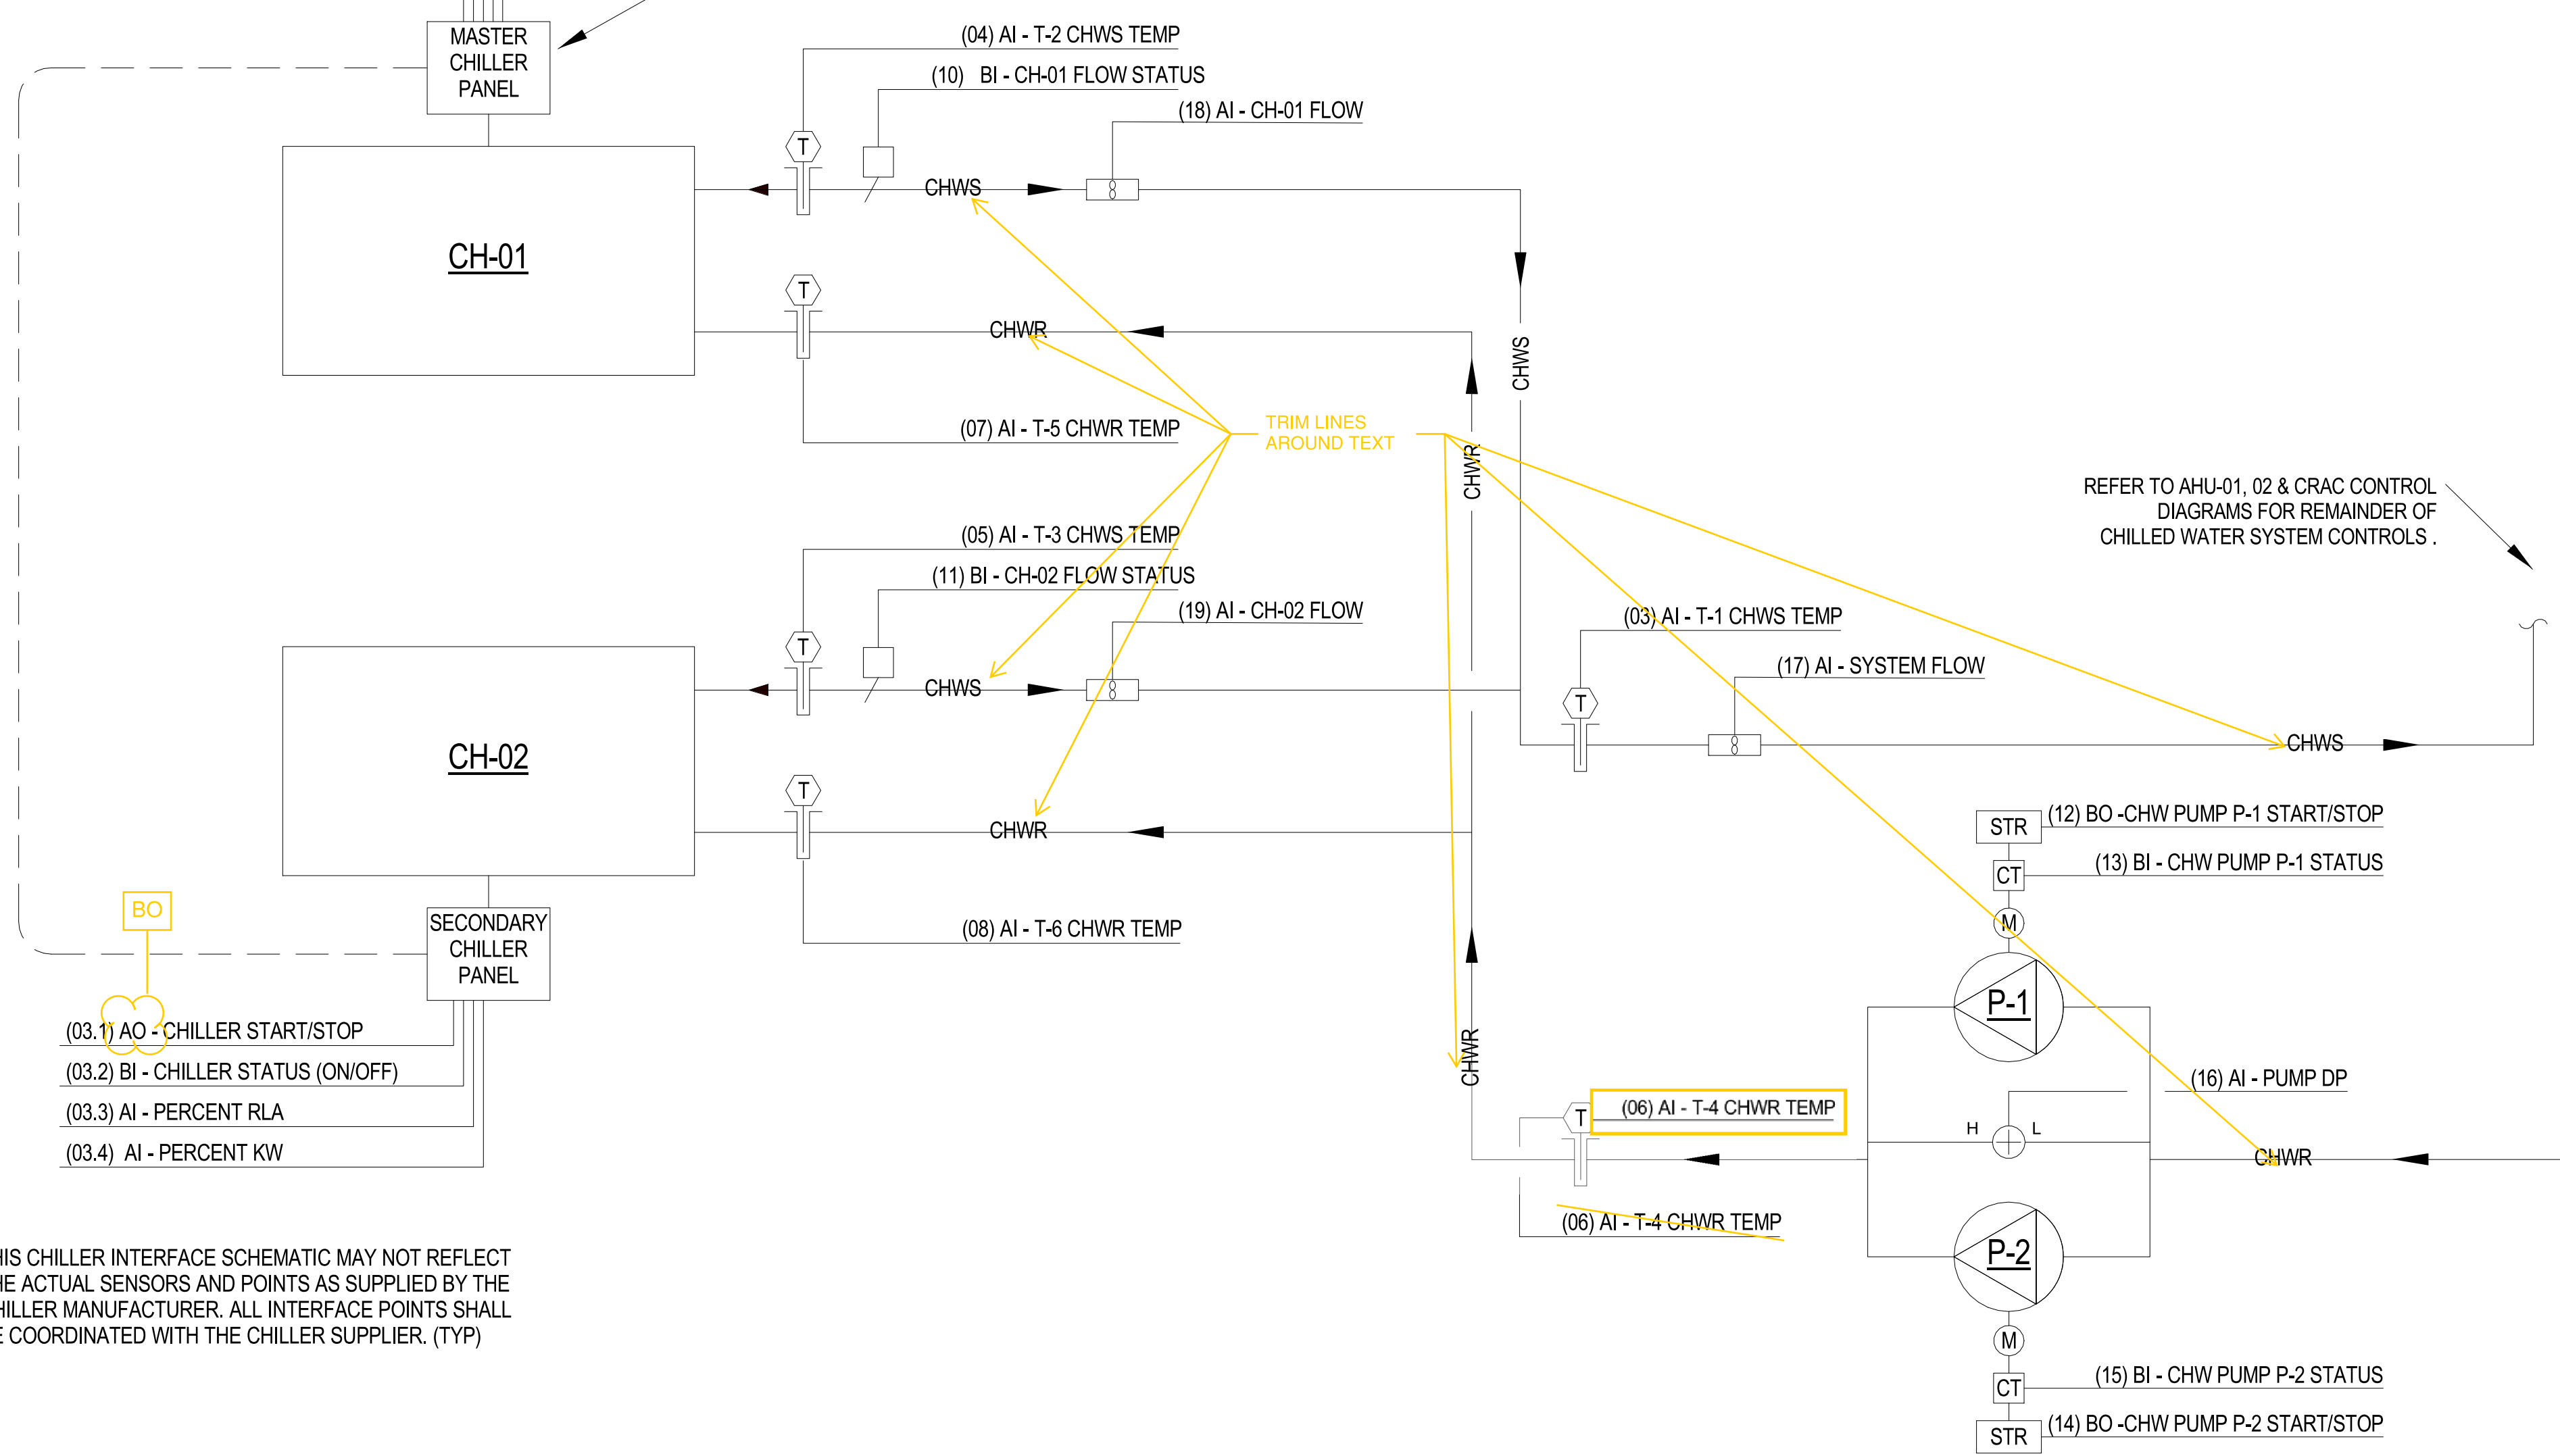 MASTER
CHILLER
PANEL
(04) AI - T-2 CHWS TEMP
(10) BI - CH-01 FLOW STATUS
(18) AI - CH-01 FLOW
T
CHWS
CH-01
T
CHWR
CHWS
(07) AI - T-5 CHWR TEMP
TRIM LINES
AROUND TEXT
CHWR
REFER TO AHU-01, 02 & CRAC CONTROL
DIAGRAMS FOR REMAINDER OF
CHILLED WATER SYSTEM CONTROLS .
(05) AI - T-3 CHWS TEMP
(11) BI - CH-02 FLOW STATUS
(19) AI - CH-02 FLOW
(03) AI - T-1 CHWS TEMP
(17) AI - SYSTEM FLOW
T
CHWS
T
CHWS
CH-02
T
CHWR
(12) BO -CHW PUMP P-1 START/STOP
STR
(13) BI - CHW PUMP P-1 STATUS
CT
M
BO
SECONDARY
CHILLER
PANEL
(08) AI - T-6 CHWR TEMP
P-1
(03.1) AO - CHILLER START/STOP
(03.2) BI - CHILLER STATUS (ON/OFF)
(03.3) AI - PERCENT RLA
(03.4) AI - PERCENT KW
CHWR
(16) AI - PUMP DP
T
(06) AI - T-4 CHWR TEMP
H
L
CHWR
(06) AI - T-4 CHWR TEMP
P-2
HIS CHILLER INTERFACE SCHEMATIC MAY NOT REFLECT
HE ACTUAL SENSORS AND POINTS AS SUPPLIED BY THE
HILLER MANUFACTURER. ALL INTERFACE POINTS SHALL
E COORDINATED WITH THE CHILLER SUPPLIER. (TYP)
M
(15) BI - CHW PUMP P-2 STATUS
CT
(14) BO -CHW PUMP P-2 START/STOP
STR